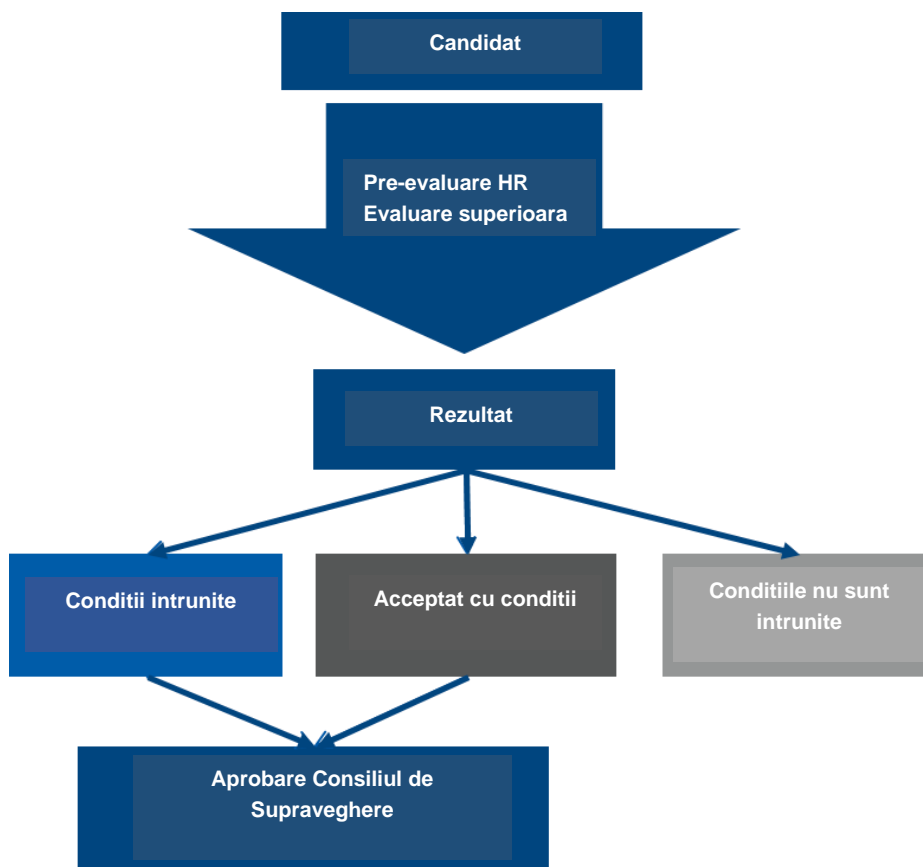 Candidat
Pre-evaluare HR
Evaluare superioara
Rezultat
Conditii intrunite
Acceptat cu conditii
Conditiile nu sunt
intrunite
Aprobare Consiliul de
Supraveghere